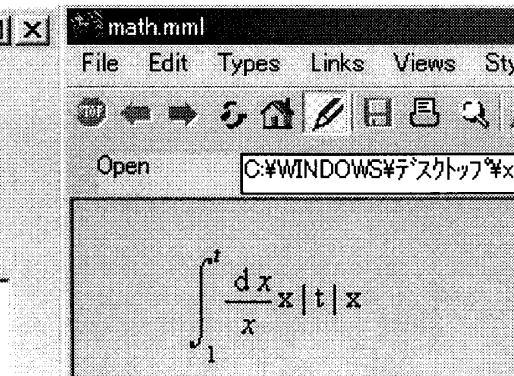 math.mml
File Edit Types Links Views Sty
Open C:¥WINDOWS¥ﾃﾞｽｸﾄｯﾌﾟ¥x
∫₁ᵗ dx/x x|t|x